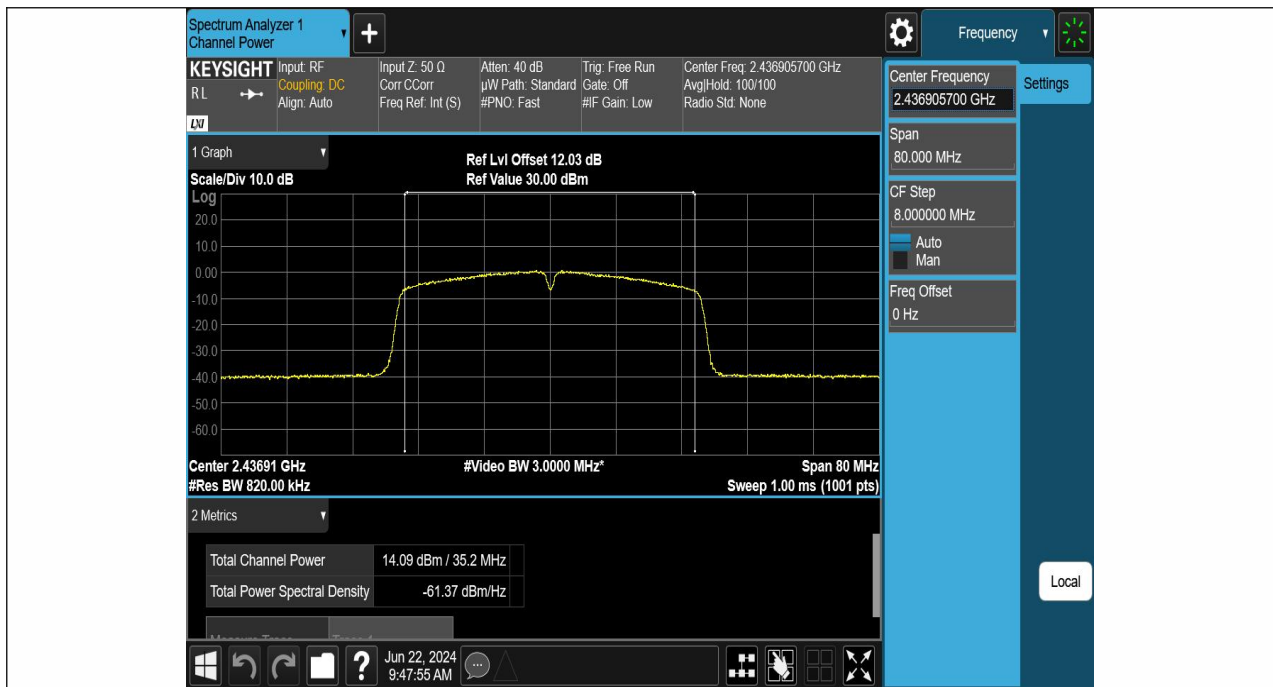 Spectrum Analyzer 1
Channel Power
Frequency
KEYSIGHT
R L
LXI
Input: RF
Coupling: DC
Align: Auto
Input Z: 50 Ω
Corr CCorr
Freq Ref: Int (S)
Atten: 40 dB
µW Path: Standard
#PNO: Fast
Trig: Free Run
Gate: Off
#IF Gain: Low
Center Freq: 2.436905700 GHz
Avg|Hold: 100/100
Radio Std: None
Center Frequency
2.436905700 GHz
Settings
Span
80.000 MHz
CF Step
8.000000 MHz
Auto
Man
Freq Offset
0 Hz
Local
1 Graph
Scale/Div 10.0 dB
Ref Lvl Offset 12.03 dB
Ref Value 30.00 dBm
Log
20.0
10.0
0.00
-10.0
-20.0
-30.0
-40.0
-50.0
-60.0
Center 2.43691 GHz
#Res BW 820.00 kHz
#Video BW 3.0000 MHz*
Span 80 MHz
Sweep 1.00 ms (1001 pts)
2 Metrics
Total Channel Power 14.09 dBm / 35.2 MHz
Total Power Spectral Density -61.37 dBm/Hz
?
Jun 22, 2024
9:47:55 AM